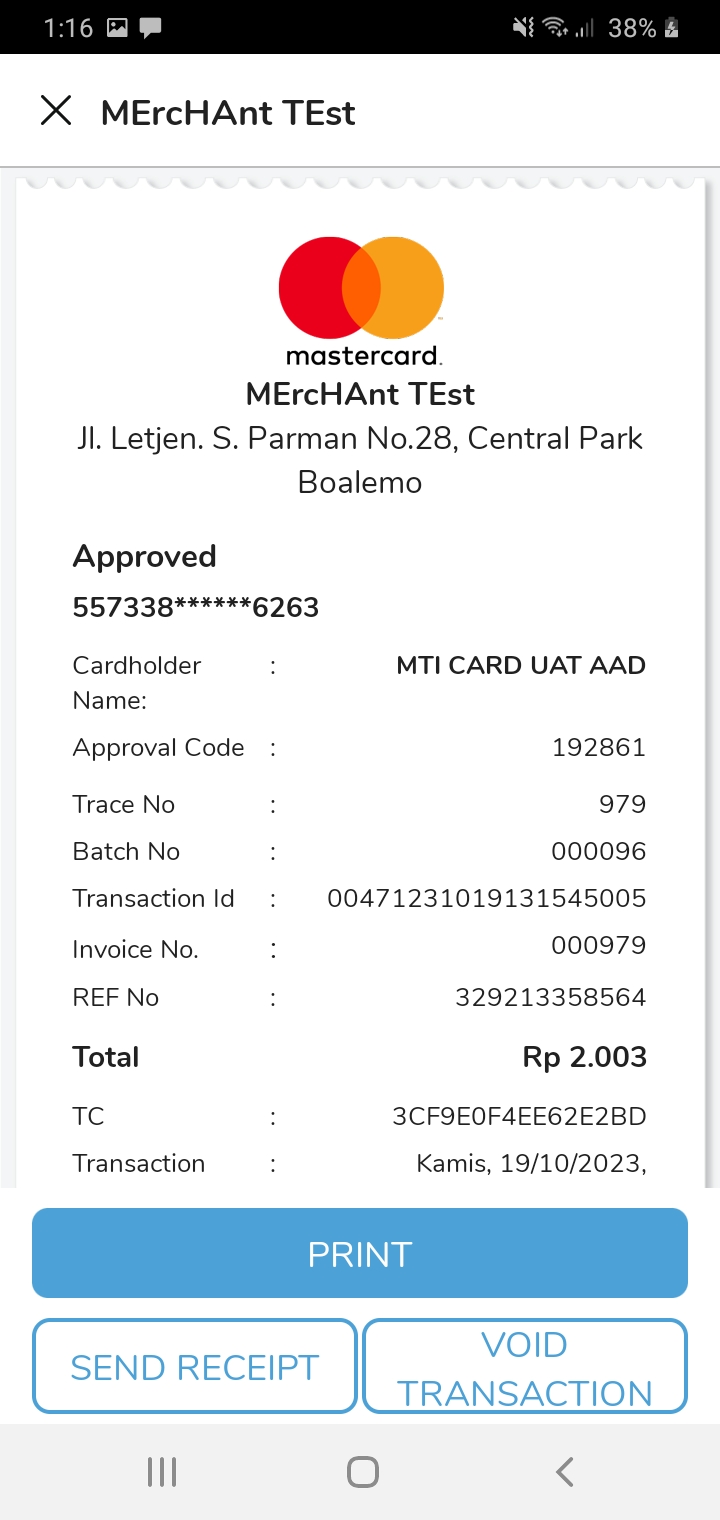 1:16 38%
MErcHAnt TEst
mastercard.
MErcHAnt TEst
Jl. Letjen. S. Parman No.28, Central Park
Boalemo
Approved
557338******6263
Cardholder : MTI CARD UAT AAD
Name:
Approval Code : 192861
Trace No : 979
Batch No : 000096
Transaction Id : 00471231019131545005
Invoice No. : 000979
REF No : 329213358564
Total Rp 2.003
TC : 3CF9E0F4EE62E2BD
Transaction : Kamis, 19/10/2023,
PRINT
SEND RECEIPT
VOID
TRANSACTION